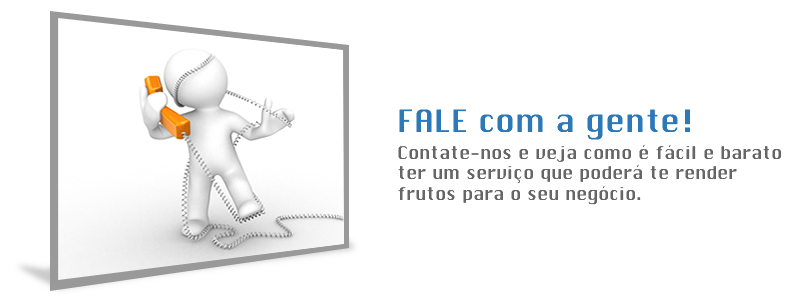 FALE com a gente!
Contate-nos e veja como é fácil e barato
ter um serviço que poderá te render
frutos para o seu negócio.